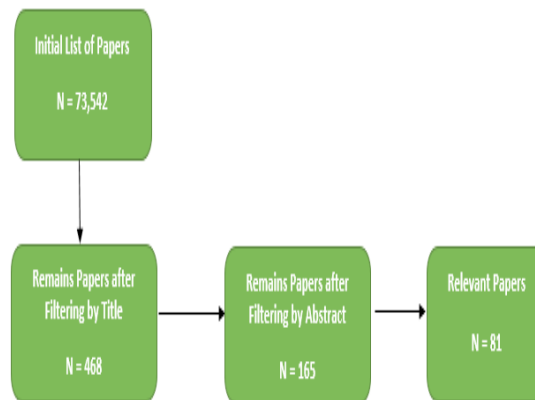 Initial List of Papers
N = 73,542
Remains Papers after
Filtering by Title
N = 468
Remains Papers after
Filtering by Abstract
N = 165
Relevant Papers
N = 81